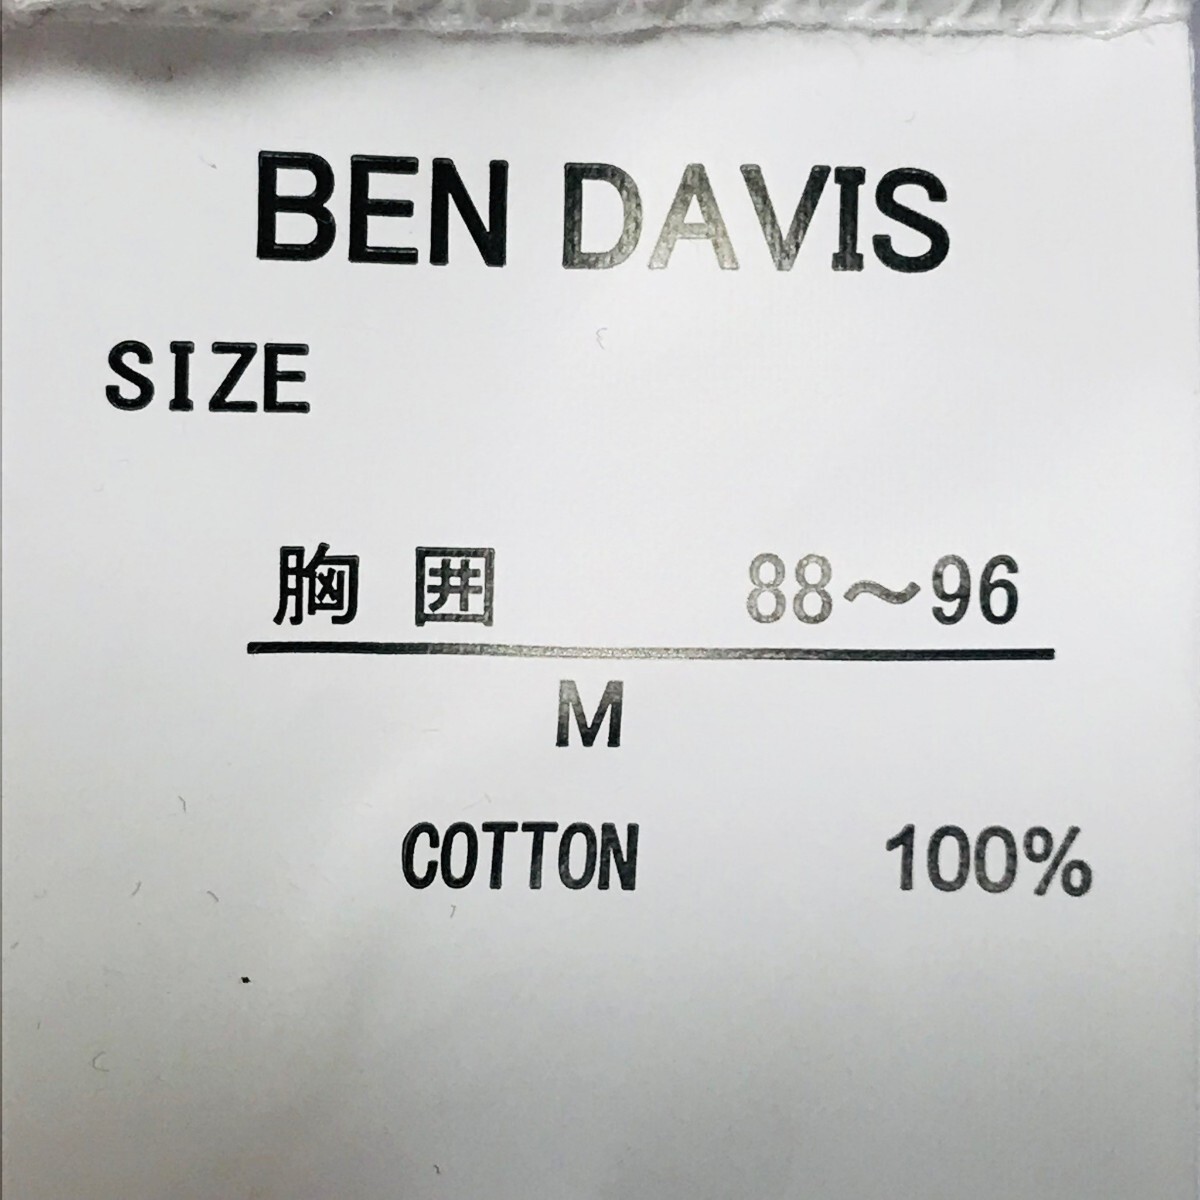 BEN DAVIS
SIZE
胸囲 88～96
M
COTTON 100%